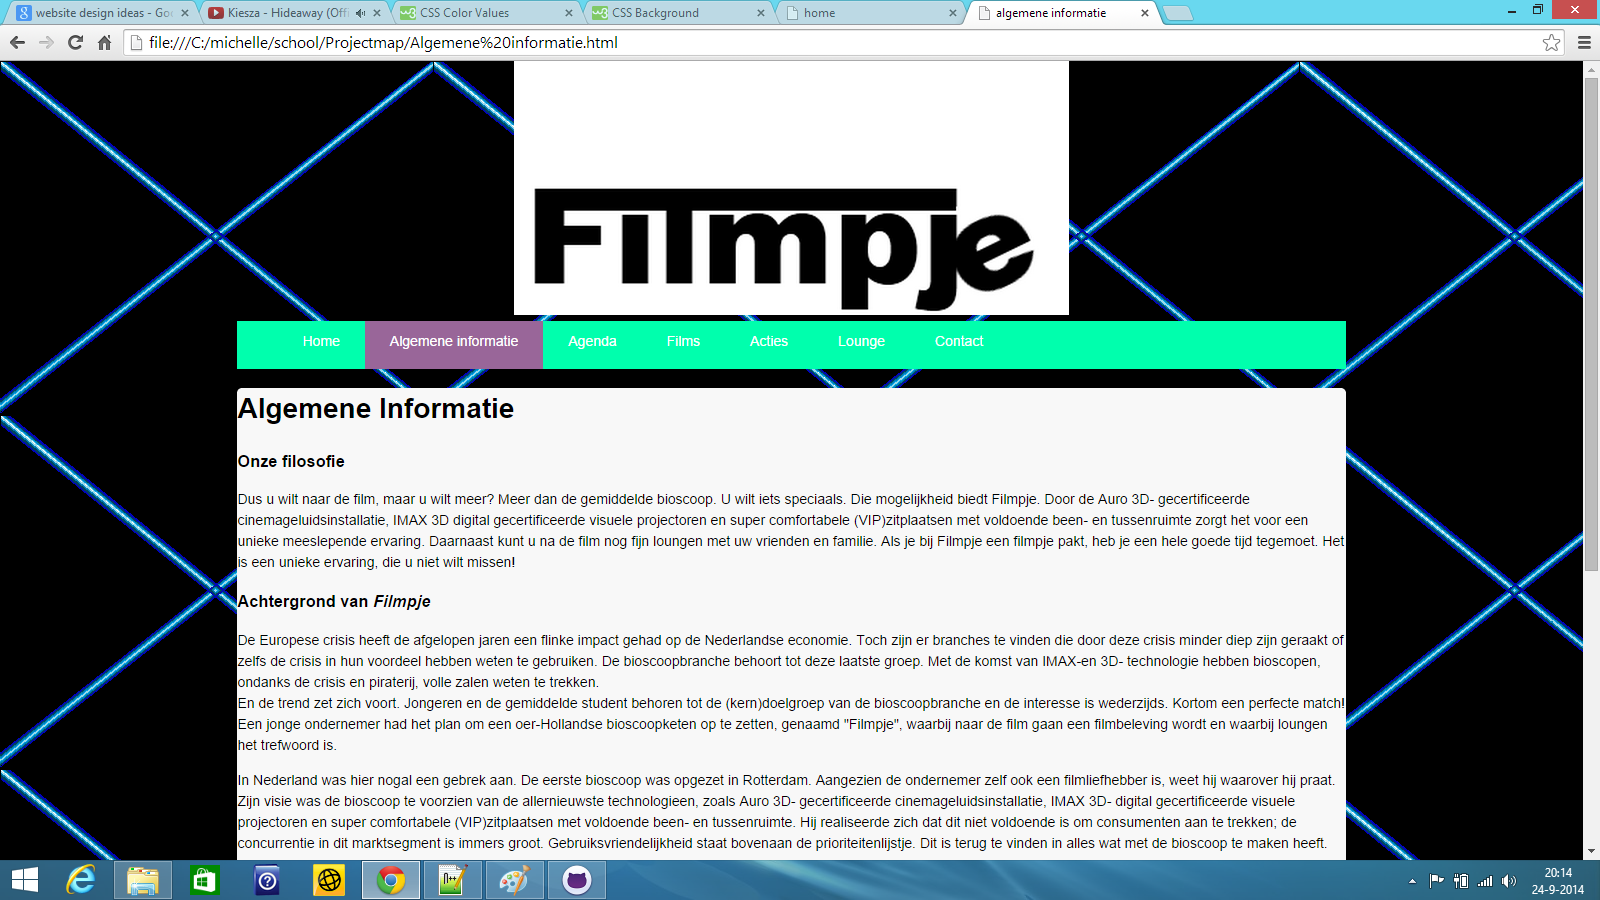 website design ideas - Goo
Kiesza - Hideaway (Offi
CSS Color Values
CSS Background
home
algemene informatie
file:///C:/michelle/school/Projectmap/Algemene%20informatie.html
Filmpje
Home
Algemene informatie
Agenda
Films
Acties
Lounge
Contact
Algemene Informatie
Onze filosofie
Dus u wilt naar de film, maar u wilt meer? Meer dan de gemiddelde bioscoop. U wilt iets speciaals. Die mogelijkheid biedt Filmpje. Door de Auro 3D- gecertificeerde
cinemageluidsinstallatie, IMAX 3D digital gecertificeerde visuele projectoren en super comfortabele (VIP)zitplaatsen met voldoende been- en tussenruimte zorgt het voor een
unieke meeslepende ervaring. Daarnaast kunt u na de film nog fijn loungen met uw vrienden en familie. Als je bij Filmpje een filmpje pakt, heb je een hele goede tijd tegemoet. Het
is een unieke ervaring, die u niet wilt missen!
Achtergrond van Filmpje
De Europese crisis heeft de afgelopen jaren een flinke impact gehad op de Nederlandse economie. Toch zijn er branches te vinden die door deze crisis minder diep zijn geraakt of
zelfs de crisis in hun voordeel hebben weten te gebruiken. De bioscoopbranche behoort tot deze laatste groep. Met de komst van IMAX-en 3D- technologie hebben bioscopen,
ondanks de crisis en piraterij, volle zalen weten te trekken.
En de trend zet zich voort. Jongeren en de gemiddelde student behoren tot de (kern)doelgroep van de bioscoopbranche en de interesse is wederzijds. Kortom een perfecte match!
Een jonge ondernemer had het plan om een oer-Hollandse bioscoopketen op te zetten, genaamd "Filmpje", waarbij naar de film gaan een filmbeleving wordt en waarbij loungen
het trefwoord is.
In Nederland was hier nogal een gebrek aan. De eerste bioscoop was opgezet in Rotterdam. Aangezien de ondernemer zelf ook een filmliefhebber is, weet hij waarover hij praat.
Zijn visie was de bioscoop te voorzien van de allernieuwste technologieen, zoals Auro 3D- gecertificeerde cinemageluidsinstallatie, IMAX 3D- digital gecertificeerde visuele
projectoren en super comfortabele (VIP)zitplaatsen met voldoende been- en tussenruimte. Hij realiseerde zich dat dit niet voldoende is om consumenten aan te trekken; de
concurrentie in dit marktsegment is immers groot. Gebruiksvriendelijkheid staat bovenaan de prioriteitenlijstje. Dit is terug te vinden in alles wat met de bioscoop te maken heeft.
20:14
24-9-2014